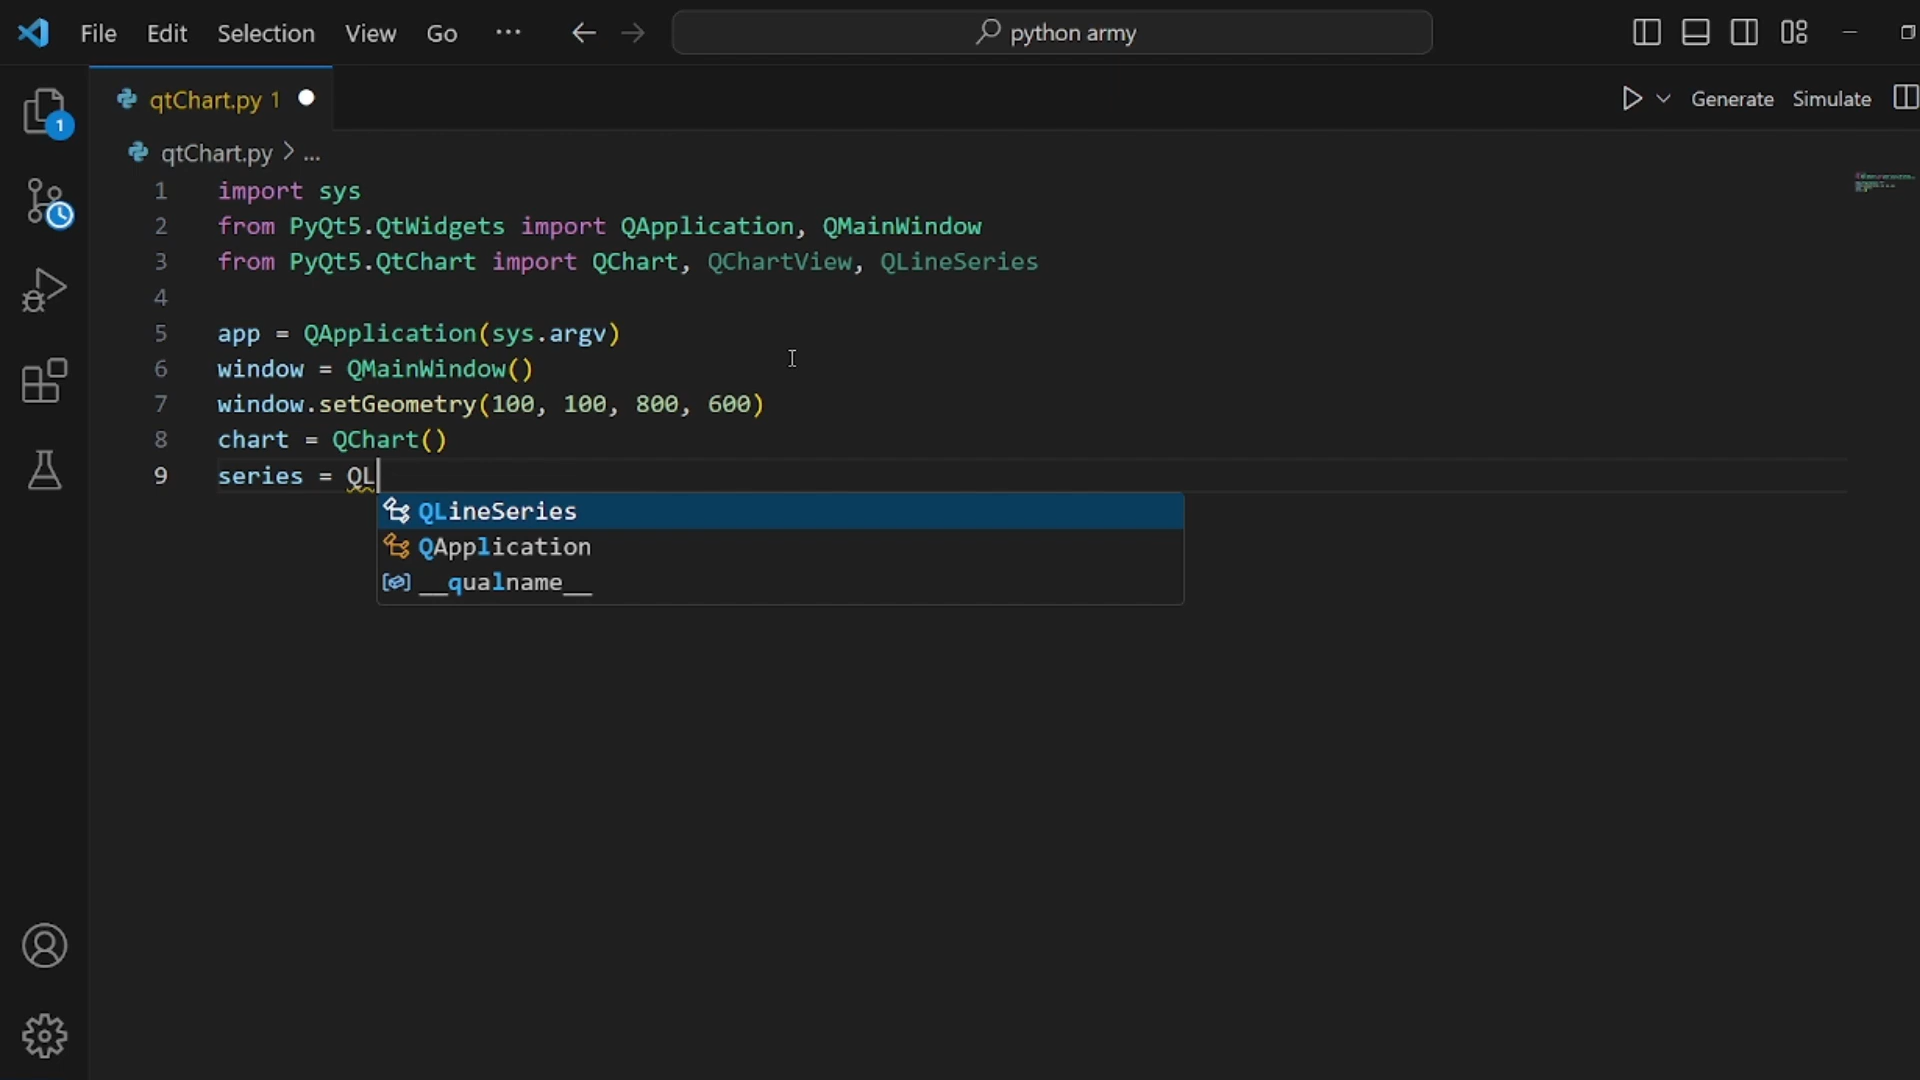 File Edit Selection View Go ··· python army
qtChart.py 1 Generate Simulate
1
qtChart.py > ...
1 import sys
2 from PyQt5.QtWidgets import QApplication, QMainWindow
3 from PyQt5.QtChart import QChart, QChartView, QLineSeries
4
5 app = QApplication(sys.argv)
6 window = QMainWindow()
7 window.setGeometry(100, 100, 800, 600)
8 chart = QChart()
9 series = QL
QLineSeries
QApplication
__qualname__